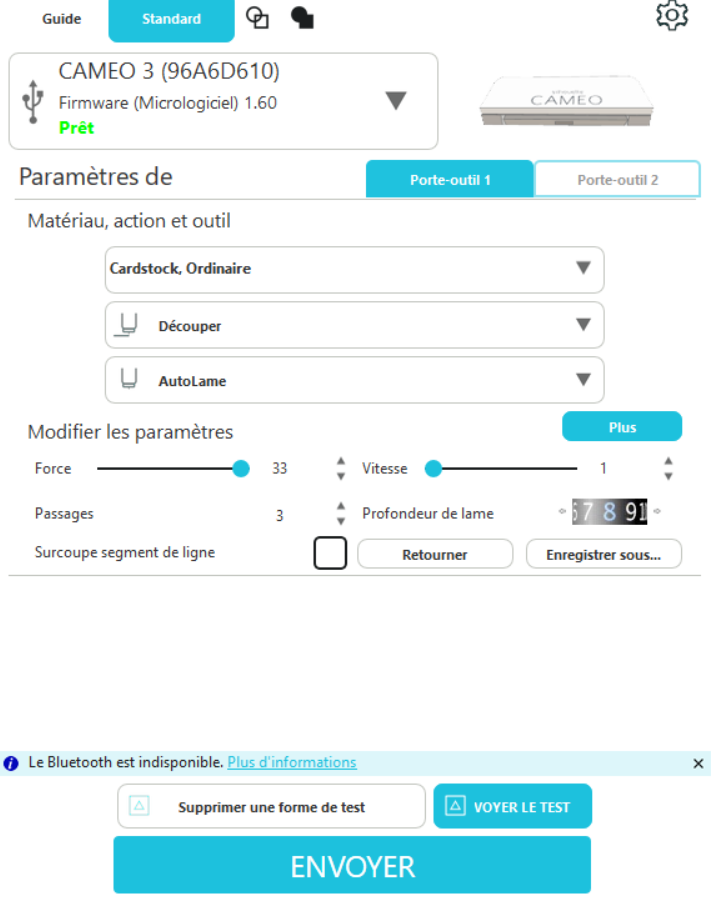 Guide
Standard
CAMEO 3 (96A6D610)
Firmware (Micrologiciel) 1.60
Prêt
CAMEO
Paramètres de
Porte-outil 1
Porte-outil 2
Matériau, action et outil
Cardstock, Ordinaire
Découper
AutoLame
Modifier les paramètres
Plus
Force 33
Vitesse 1
Passages 3
Profondeur de lame 7 8 9
Surcoupe segment de ligne
Retourner
Enregistrer sous...
Le Bluetooth est indisponible. Plus d'informations
Supprimer une forme de test
VOYER LE TEST
ENVOYER